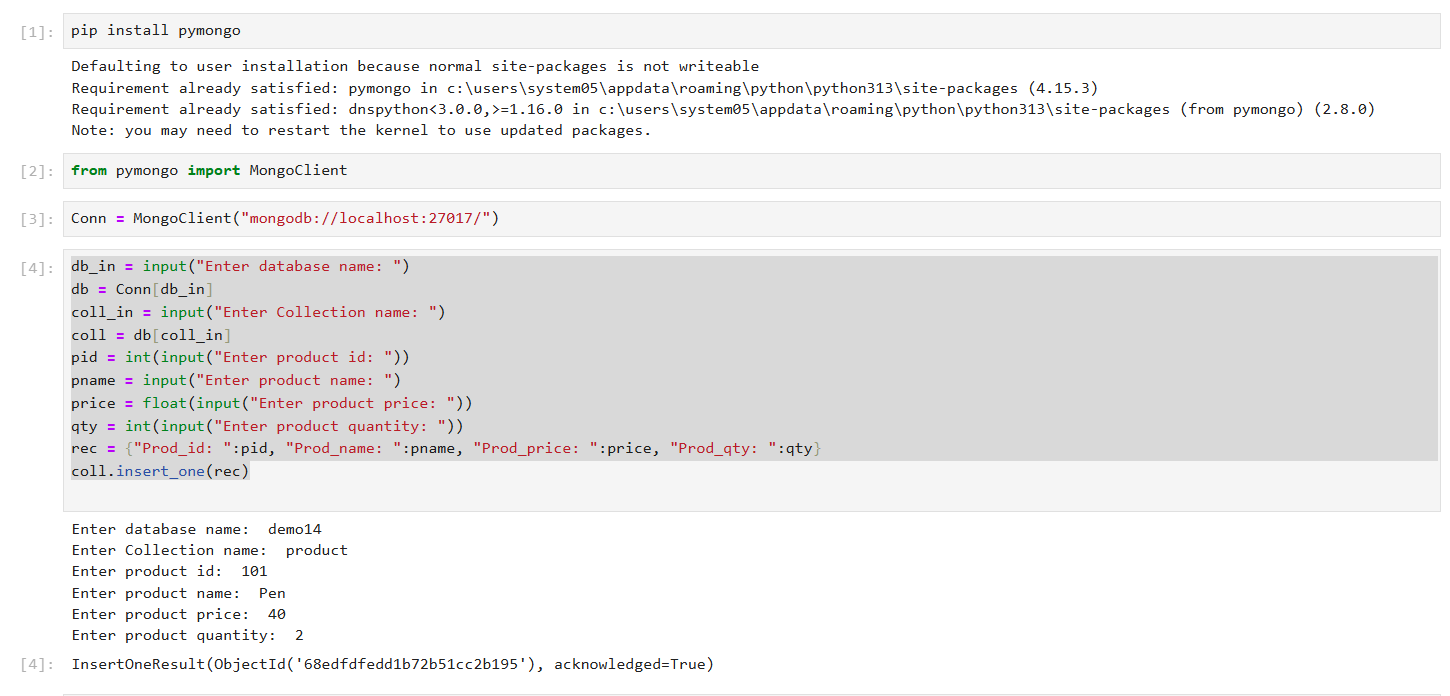 [1]: pip install pymongo
Defaulting to user installation because normal site-packages is not writeable
Requirement already satisfied: pymongo in c:\users\system05\appdata\roaming\python\python313\site-packages (4.15.3)
Requirement already satisfied: dnspython<3.0.0,>=1.16.0 in c:\users\system05\appdata\roaming\python\python313\site-packages (from pymongo) (2.8.0)
Note: you may need to restart the kernel to use updated packages.
[2]: from pymongo import MongoClient
[3]: Conn = MongoClient("mongodb://localhost:27017/")
[4]: db_in = input("Enter database name: ")
db = Conn[db_in]
coll_in = input("Enter Collection name: ")
coll = db[coll_in]
pid = int(input("Enter product id: "))
pname = input("Enter product name: ")
price = float(input("Enter product price: "))
qty = int(input("Enter product quantity: "))
rec = {"Prod_id: ":pid, "Prod_name: ":pname, "Prod_price: ":price, "Prod_qty: ":qty}
coll.insert_one(rec)
Enter database name:  demo14
Enter Collection name:  product
Enter product id:  101
Enter product name:  Pen
Enter product price:  40
Enter product quantity:  2
[4]: InsertOneResult(ObjectId('68edfdfedd1b72b51cc2b195'), acknowledged=True)